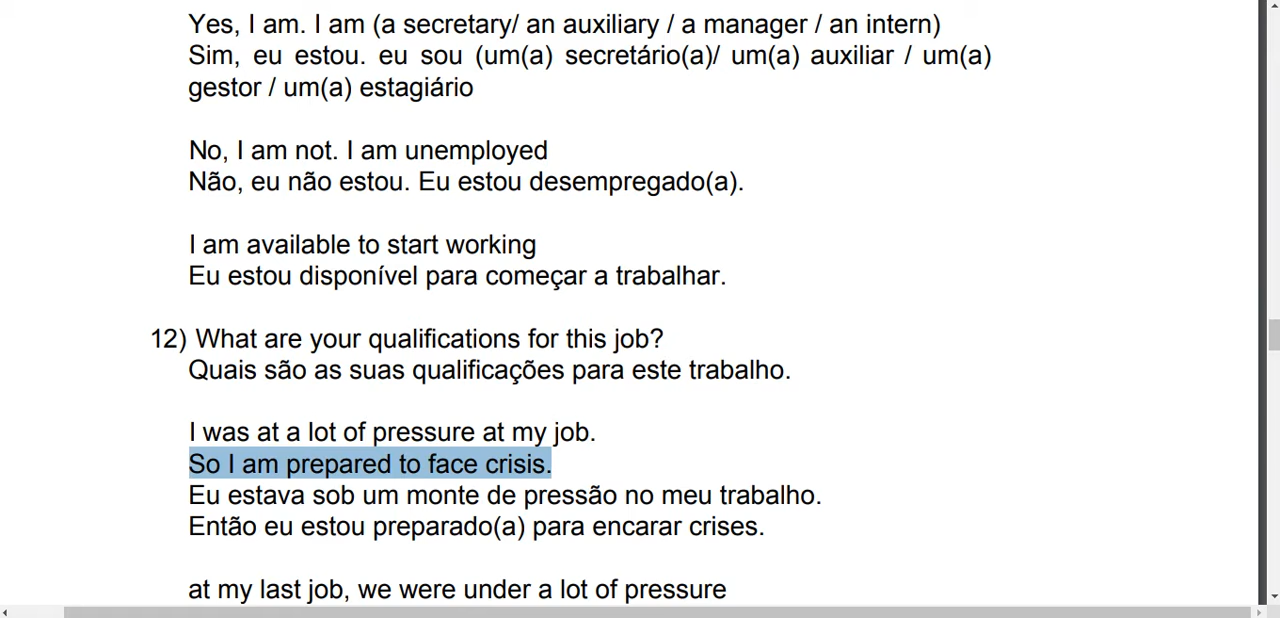 Yes, I am. I am (a secretary/ an auxiliary / a manager / an intern)
Sim, eu estou. eu sou (um(a) secretário(a)/ um(a) auxiliar / um(a)
gestor / um(a) estagiário
No, I am not. I am unemployed
Não, eu não estou. Eu estou desempregado(a).
I am available to start working
Eu estou disponível para começar a trabalhar.
12) What are your qualifications for this job?
Quais são as suas qualificações para este trabalho.
I was at a lot of pressure at my job.
So I am prepared to face crisis.
Eu estava sob um monte de pressão no meu trabalho.
Então eu estou preparado(a) para encarar crises.
at my last job, we were under a lot of pressure